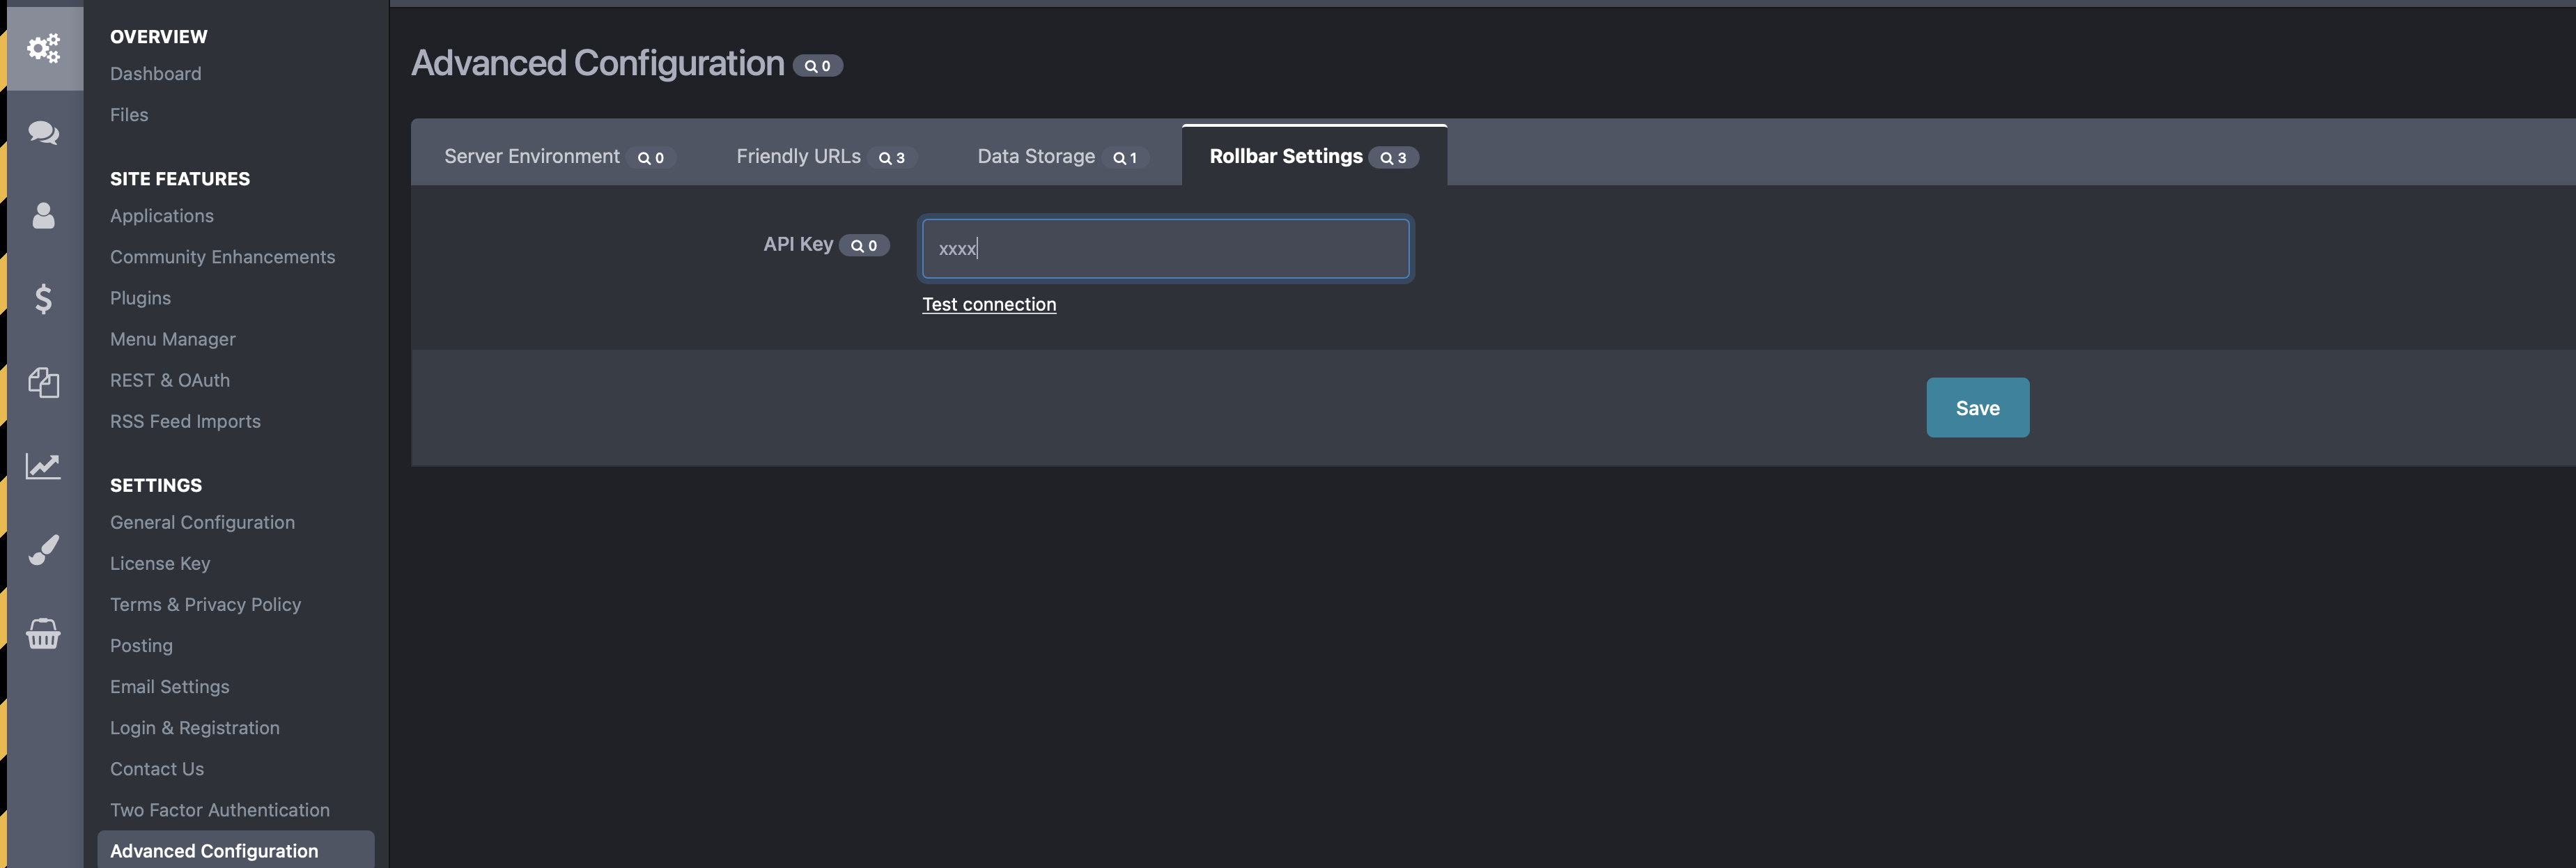 OVERVIEW
Dashboard
Files
SITE FEATURES
Applications
Community Enhancements
Plugins
Menu Manager
REST & OAuth
RSS Feed Imports
SETTINGS
General Configuration
License Key
Terms & Privacy Policy
Posting
Email Settings
Login & Registration
Contact Us
Two Factor Authentication
Advanced Configuration
Advanced Configuration 0
Server Environment 0 Friendly URLs 3 Data Storage 1 Rollbar Settings 3
API Key 0 xxxx
Test connection
Save